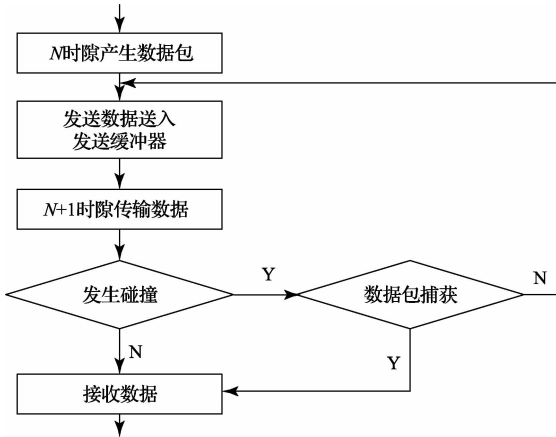 N时隙产生数据包
发送数据送入
发送缓冲器
N+1时隙传输数据
发生碰撞
Y
数据包捕获
N
N
Y
接收数据